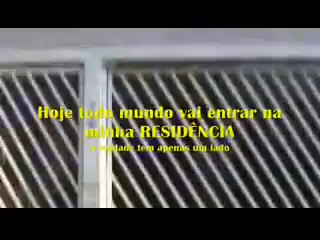 Hoje todo mundo vai entrar na
minha RESIDÊNCIA
a verdade tem apenas um lado